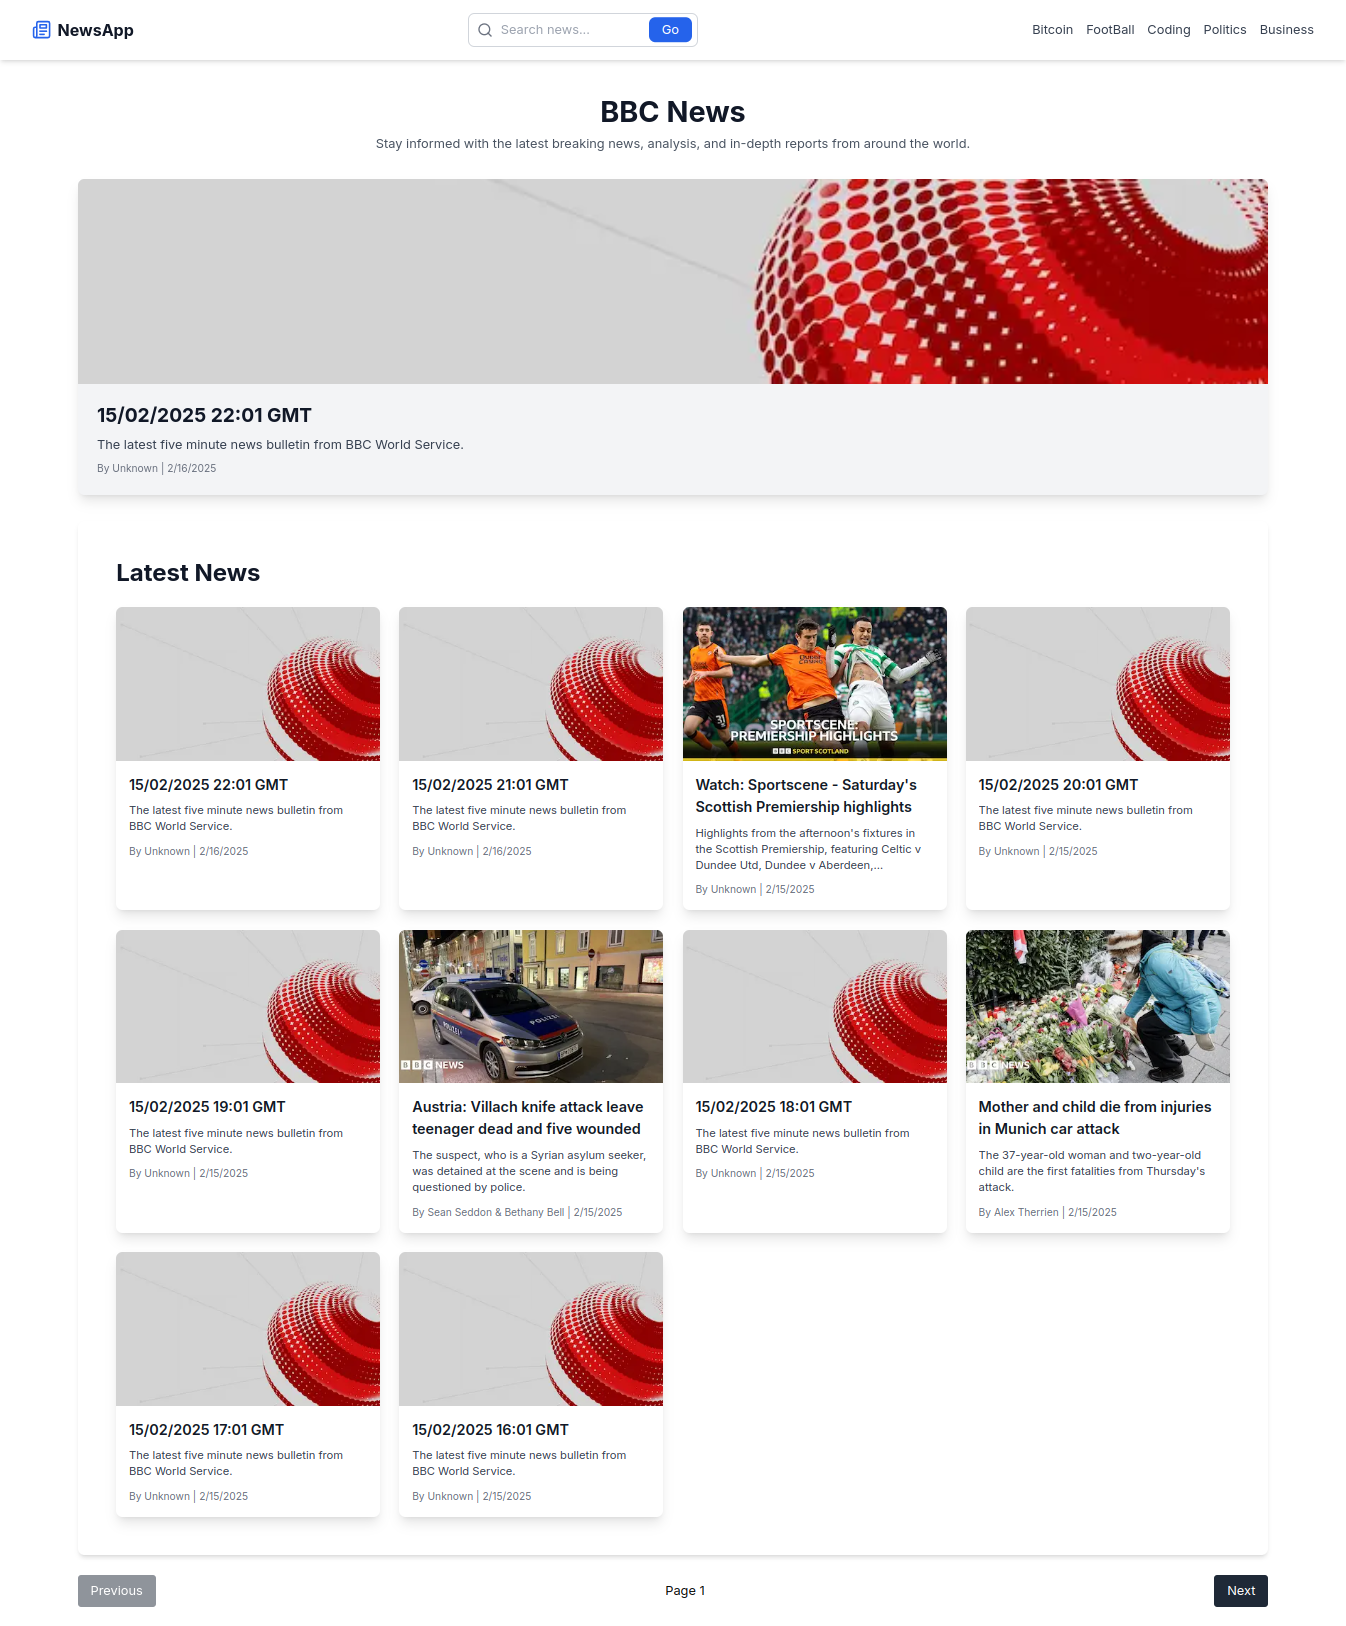 NewsApp
Search news...
Go
Bitcoin
FootBall
Coding
Politics
Business
BBC News
Stay informed with the latest breaking news, analysis, and in-depth reports from around the world.
15/02/2025 22:01 GMT
The latest five minute news bulletin from BBC World Service.
By Unknown | 2/16/2025
Latest News
15/02/2025 22:01 GMT
The latest five minute news bulletin from
BBC World Service.
By Unknown | 2/16/2025
15/02/2025 21:01 GMT
The latest five minute news bulletin from
BBC World Service.
By Unknown | 2/16/2025
31
SPORTSCENE:
PREMIERSHIP HIGHLIGHTS
BBC SPORT SCOTLAND
Watch: Sportscene - Saturday's
Scottish Premiership highlights
Highlights from the afternoon's fixtures in
the Scottish Premiership, featuring Celtic v
Dundee Utd, Dundee v Aberdeen,...
By Unknown | 2/15/2025
15/02/2025 20:01 GMT
The latest five minute news bulletin from
BBC World Service.
By Unknown | 2/15/2025
15/02/2025 19:01 GMT
The latest five minute news bulletin from
BBC World Service.
By Unknown | 2/15/2025
POLIZEI
POLIZEI
BBC NEWS
Austria: Villach knife attack leave
teenager dead and five wounded
The suspect, who is a Syrian asylum seeker,
was detained at the scene and is being
questioned by police.
By Sean Seddon & Bethany Bell | 2/15/2025
15/02/2025 18:01 GMT
The latest five minute news bulletin from
BBC World Service.
By Unknown | 2/15/2025
BBC NEWS
Mother and child die from injuries
in Munich car attack
The 37-year-old woman and two-year-old
child are the first fatalities from Thursday's
attack.
By Alex Therrien | 2/15/2025
15/02/2025 17:01 GMT
The latest five minute news bulletin from
BBC World Service.
By Unknown | 2/15/2025
15/02/2025 16:01 GMT
The latest five minute news bulletin from
BBC World Service.
By Unknown | 2/15/2025
Previous
Page 1
Next